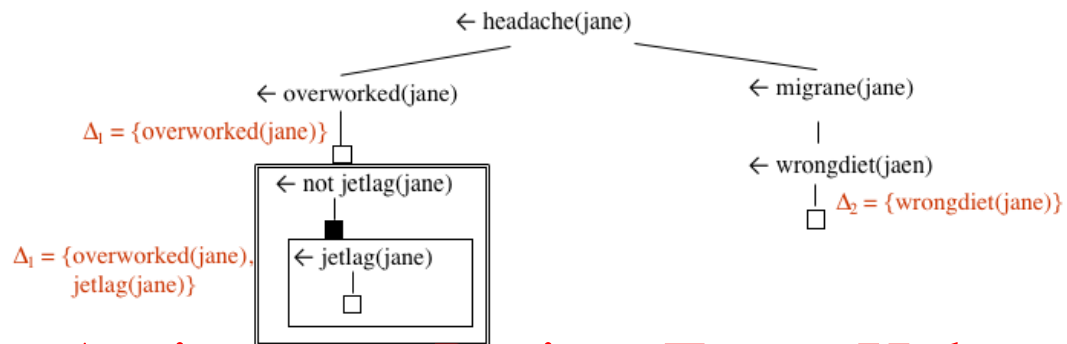 ← headache(jane)
← overworked(jane)
← migrane(jane)
Δ₁ = {overworked(jane)}
← wrongdiet(jaen)
← not jetlag(jane)
Δ₂ = {wrongdiet(jane)}
Δ₁ = {overworked(jane),
jetlag(jane)}
← jetlag(jane)